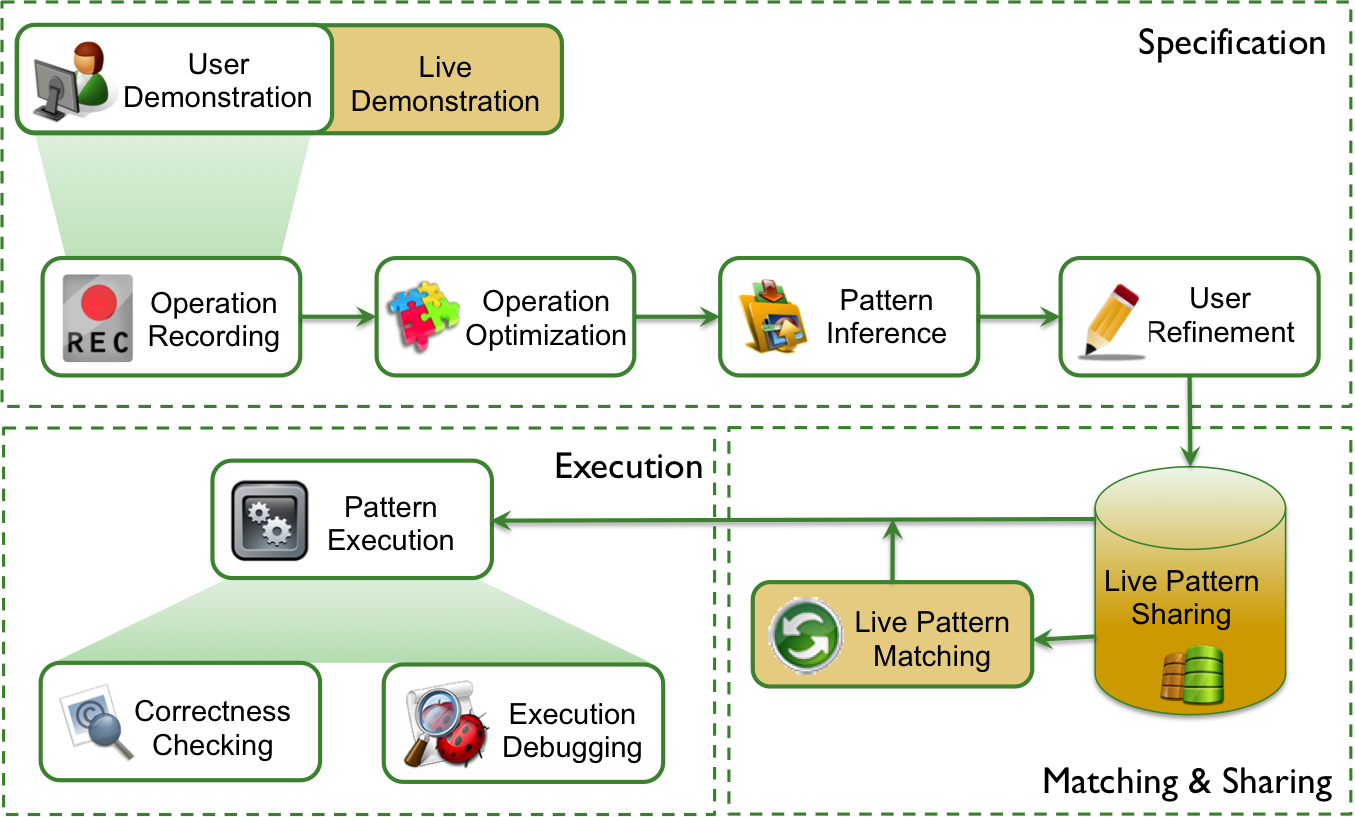 Specification
User
Demonstration
Live
Demonstration
REC
Operation
Recording
Operation
Optimization
Pattern
Inference
User
Refinement
Execution
Pattern
Execution
Correctness
Checking
Execution
Debugging
Live Pattern
Matching
Live Pattern
Sharing
Matching & Sharing